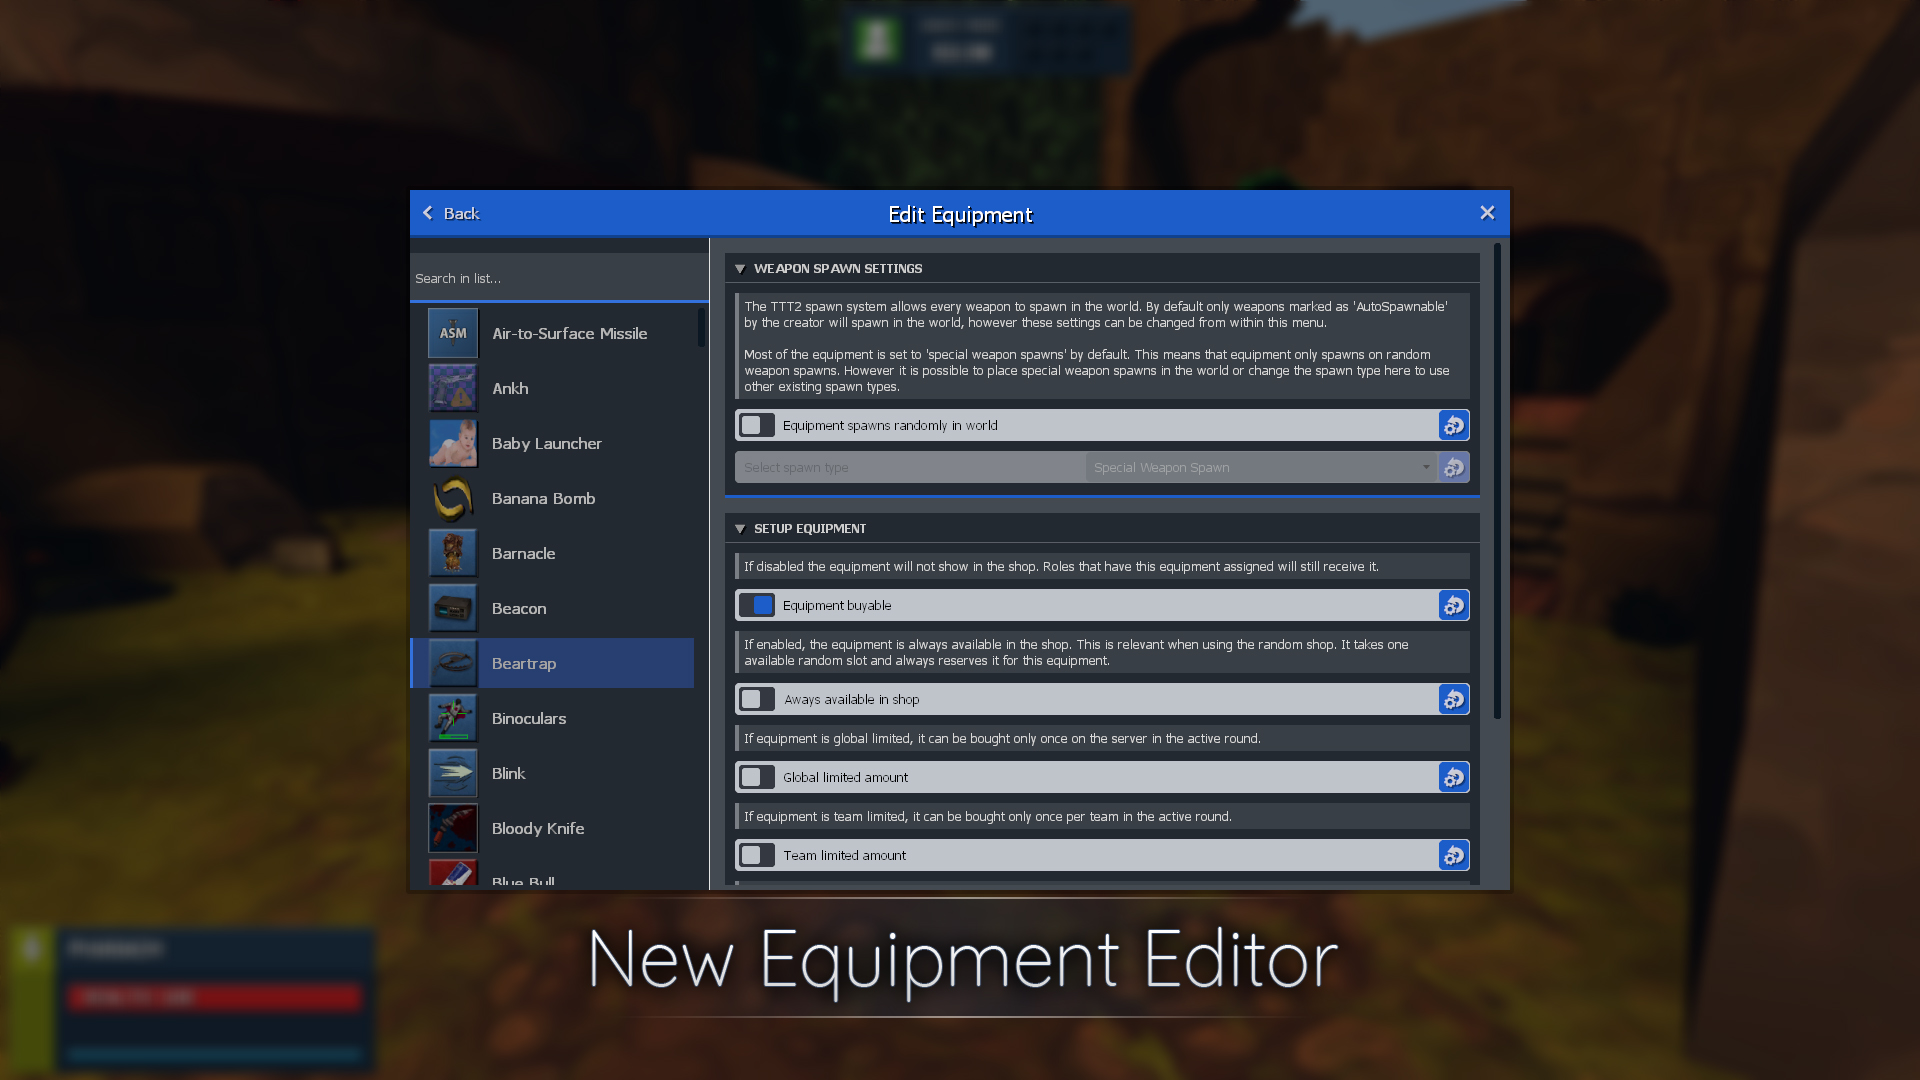 Back
Edit Equipment
Search in list...
ASM
Air-to-Surface Missile
Ankh
Baby Launcher
Banana Bomb
Barnacle
Beacon
Beartrap
Binoculars
Blink
Bloody Knife
Blue Bull
WEAPON SPAWN SETTINGS
The TTT2 spawn system allows every weapon to spawn in the world. By default only weapons marked as 'AutoSpawnable'
by the creator will spawn in the world, however these settings can be changed from within this menu.
Most of the equipment is set to 'special weapon spawns' by default. This means that equipment only spawns on random
weapon spawns. However it is possible to place special weapon spawns in the world or change the spawn type here to use
other existing spawn types.
Equipment spawns randomly in world
Select spawn type
Special Weapon Spawn
SETUP EQUIPMENT
If disabled the equipment will not show in the shop. Roles that have this equipment assigned will still receive it.
Equipment buyable
If enabled, the equipment is always available in the shop. This is relevant when using the random shop. It takes one
available random slot and always reserves it for this equipment.
Aways available in shop
If equipment is global limited, it can be bought only once on the server in the active round.
Global limited amount
If equipment is team limited, it can be bought only once per team in the active round.
Team limited amount
New Equipment Editor